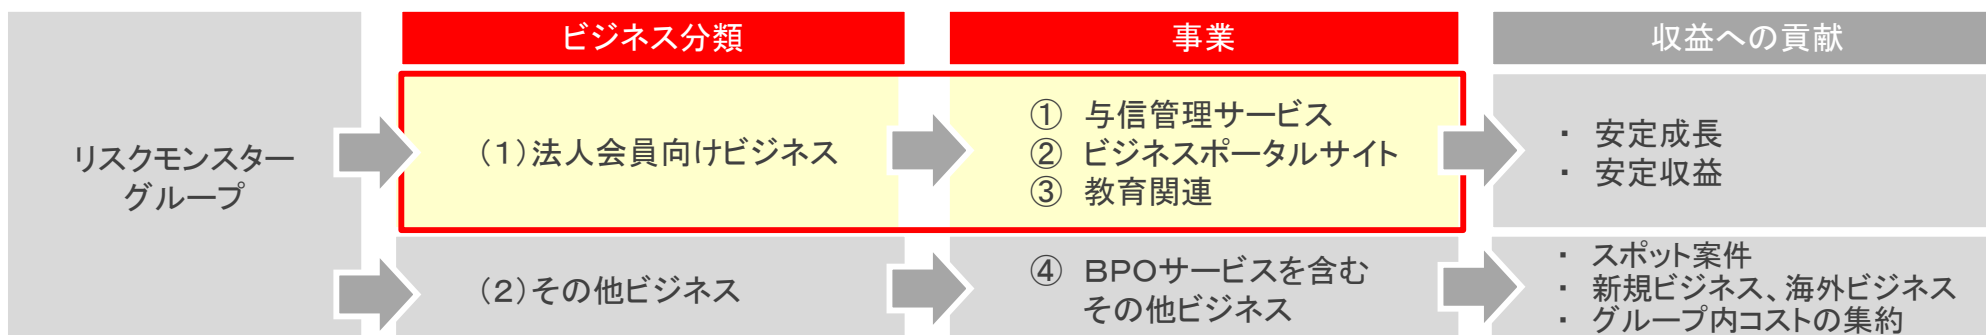 ビジネス分類
事業
収益への貢献
リスクモンスター
グループ
（１）法人会員向けビジネス
① 与信管理サービス
② ビジネスポータルサイト
③ 教育関連
・ 安定成長
・ 安定収益
（２）その他ビジネス
④ ＢＰＯサービスを含む
その他ビジネス
・ スポット案件
・ 新規ビジネス、海外ビジネス
・ グループ内コストの集約